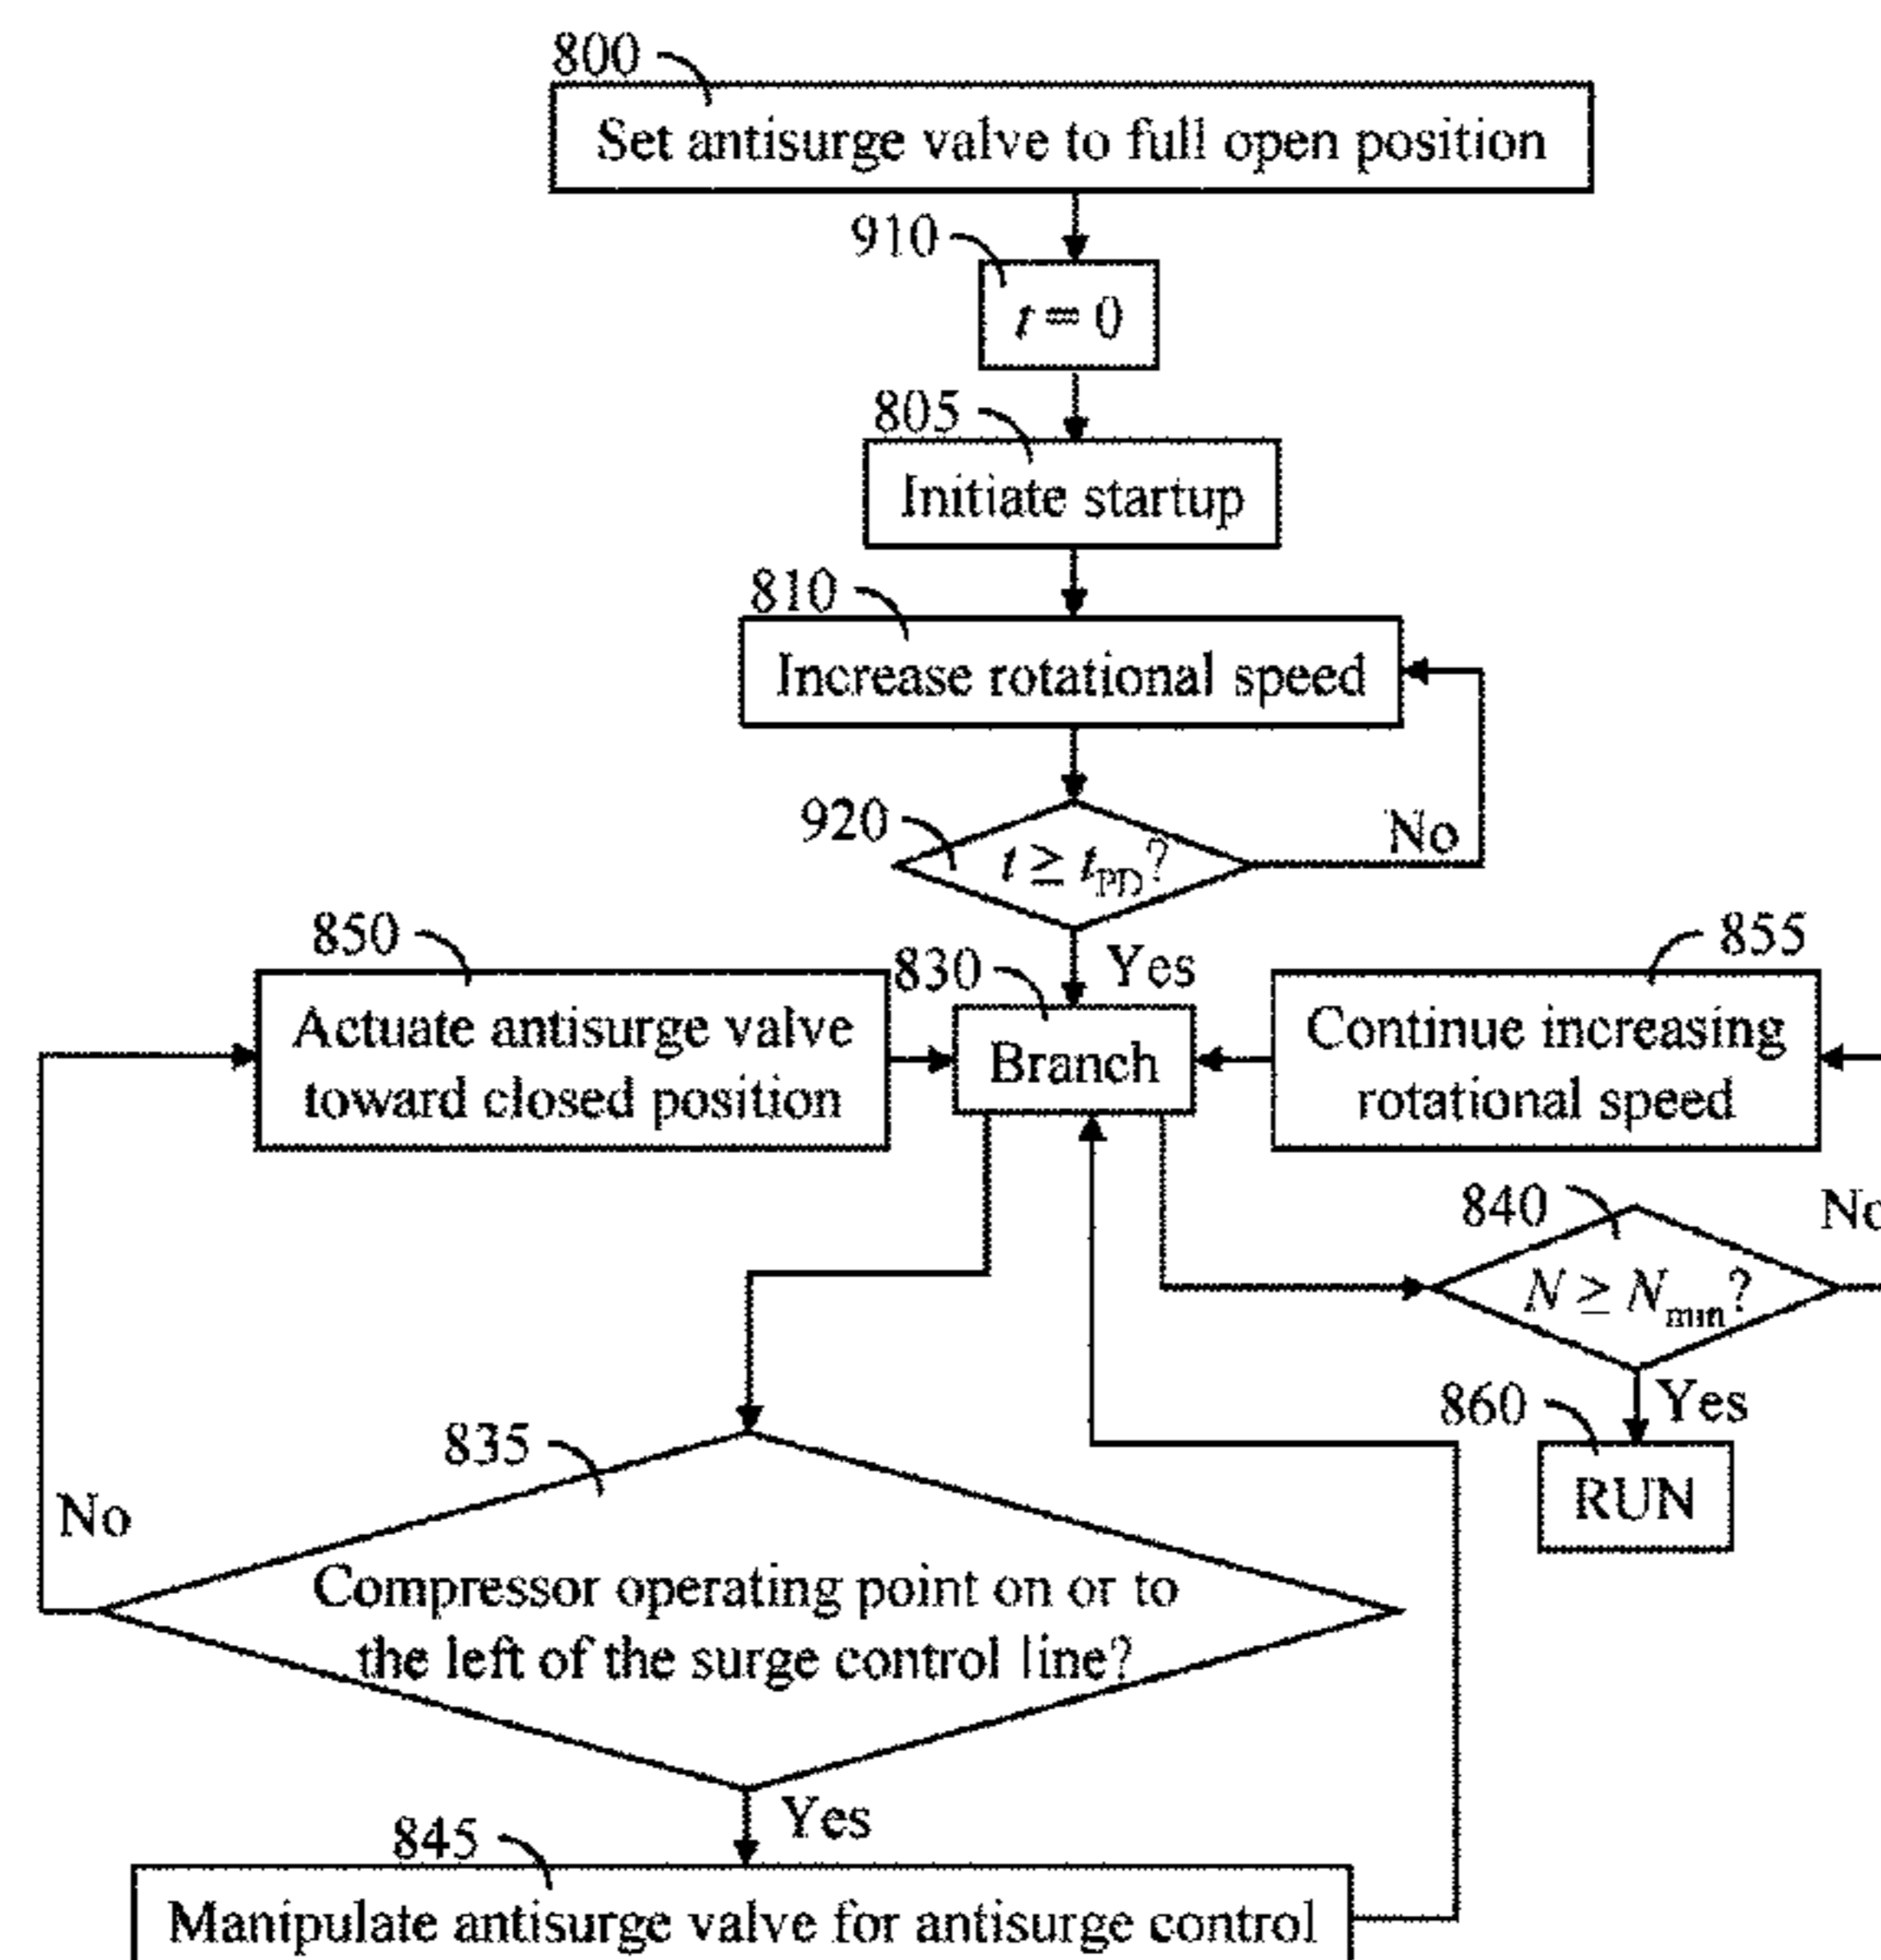 800
Set antisurge valve to full open position
910
t = 0
805
Initiate startup
810
Increase rotational speed
920
t ≥ tPD?
No
Yes
850
Actuate antisurge valve
toward closed position
830
Branch
855
Continue increasing
rotational speed
840
N ≥ Nmin?
No
Yes
860
RUN
835
Compressor operating point on or to
the left of the surge control line?
No
Yes
845
Manipulate antisurge valve for antisurge control